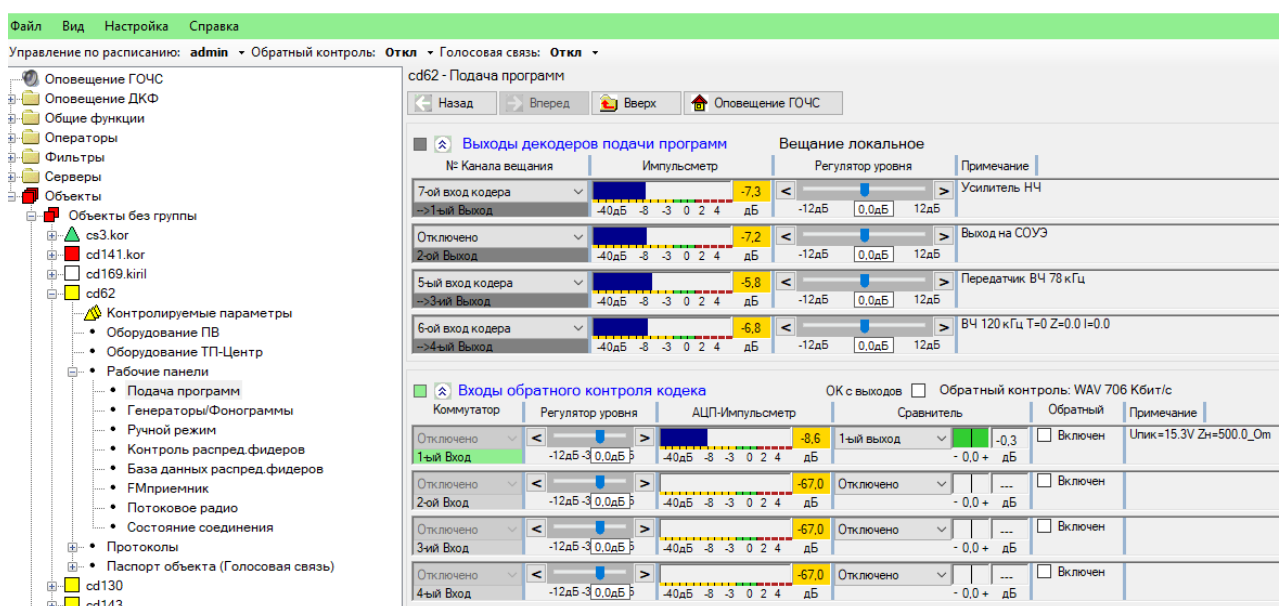 Файл Вид Настройка Справка
Управление по расписанию: admin Обратный контроль: Откл Голосовая связь: Откл
Оповещение ГОЧС
Оповещение ДКФ
Общие функции
Операторы
Фильтры
Серверы
Объекты
Объекты без группы
cs3.kor
cd141.kor
cd169.kiril
cd62
Контролируемые параметры
Оборудование ПВ
Оборудование ТП-Центр
Рабочие панели
Подача программ
Генераторы/Фонограммы
Ручной режим
Контроль распред.фидеров
База данных распред.фидеров
FMприемник
Потоковое радио
Состояние соединения
Протоколы
Паспорт объекта (Голосовая связь)
cd130
cd143
cd62 - Подача программ
Назад Вперед Вверх Оповещение ГОЧС
Выходы декодеров подачи программ Вещание локальное
№ Канала вещания Импульсметр Регулятор уровня Примечание
7-ой вход кодера -7,3 < > Усилитель НЧ
-->1-ый Выход -40дБ -8 -3 0 2 4 дБ -12дБ 0,0дБ 12дБ
Отключено -7,2 < > Выход на СОУЭ
2-ой Выход -40дБ -8 -3 0 2 4 дБ -12дБ 0,0дБ 12дБ
5-ый вход кодера -5,8 < > Передатчик ВЧ 78 кГц
-->3-ий Выход -40дБ -8 -3 0 2 4 дБ -12дБ 0,0дБ 12дБ
6-ой вход кодера -6,8 < > ВЧ 120 кГц T=0 Z=0.0 I=0.0
-->4-ый Выход -40дБ -8 -3 0 2 4 дБ -12дБ 0,0дБ 12дБ
Входы обратного контроля кодека ОК с выходов Обратный контроль: WAV 706 Кбит/с
Коммутатор Регулятор уровня АЦП-Импульсметр Сравнитель Обратный Примечание
Отключено < > -8,6 1-ый выход -0,3 Включен Uпик=15.3V Zн=500.0_Om
1-ый Вход -12дБ -3 0,0дБ -40дБ -8 -3 0 2 4 дБ - 0,0 + дБ
Отключено < > -67,0 Отключено --- Включен
2-ой Вход -12дБ -3 0,0дБ -40дБ -8 -3 0 2 4 дБ - 0,0 + дБ
Отключено < > -67,0 Отключено --- Включен
3-ий Вход -12дБ -3 0,0дБ -40дБ -8 -3 0 2 4 дБ - 0,0 + дБ
Отключено < > -67,0 Отключено --- Включен
4-ый Вход -12дБ -3 0,0дБ -40дБ -8 -3 0 2 4 дБ - 0,0 + дБ